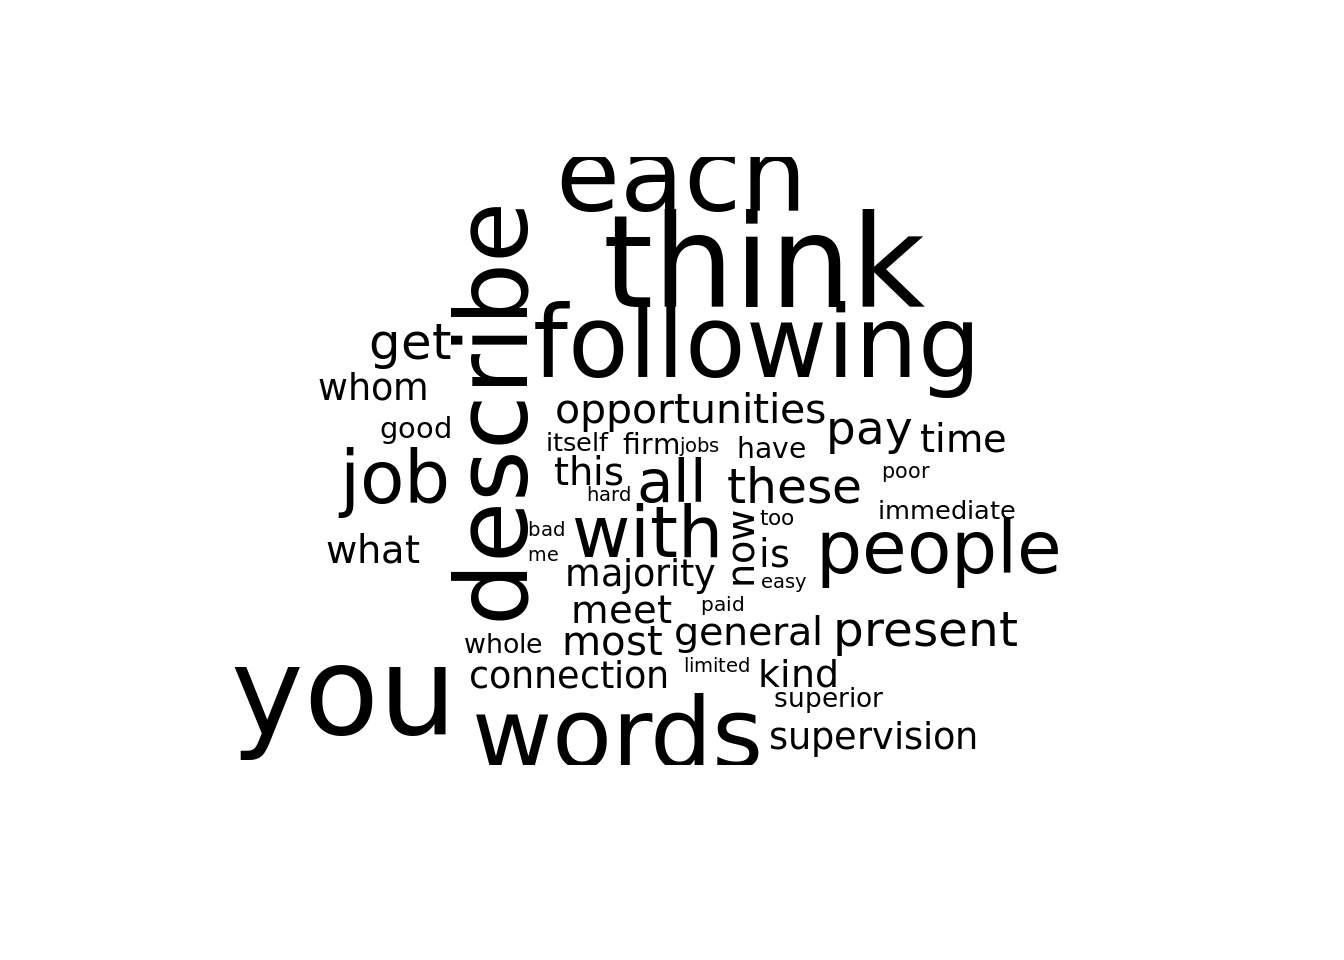 each
think
describe
following
get
whom
opportunities
good
pay
time
itself
firm
jobs
have
job
this
all
these
poor
hard
immediate
what
bad
with
now
too
people
me
is
majority
easy
meet
paid
whole
most
general
present
you
connection
limited
kind
superior
words
supervision